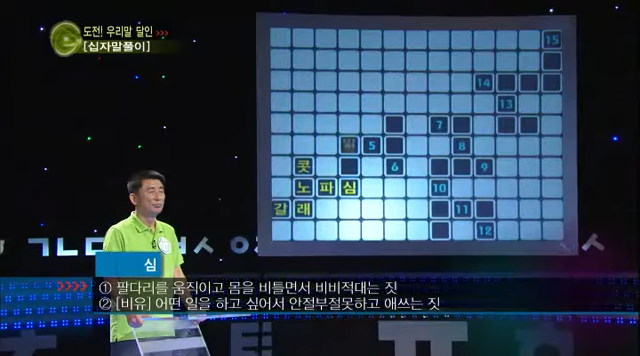 도전! 우리말 달인 >>>
[십자말풀이]
15
14
13
7
5
8
콧
6
9
노 파 심
10
갈 래
11
12
ㄱㄴㄷ
심
>>>> ① 팔다리를 움직이고 몸을 비틀면서 비비적대는 짓
② [비유] 어떤 일을 하고 싶어서 안절부절못하고 애쓰는 짓